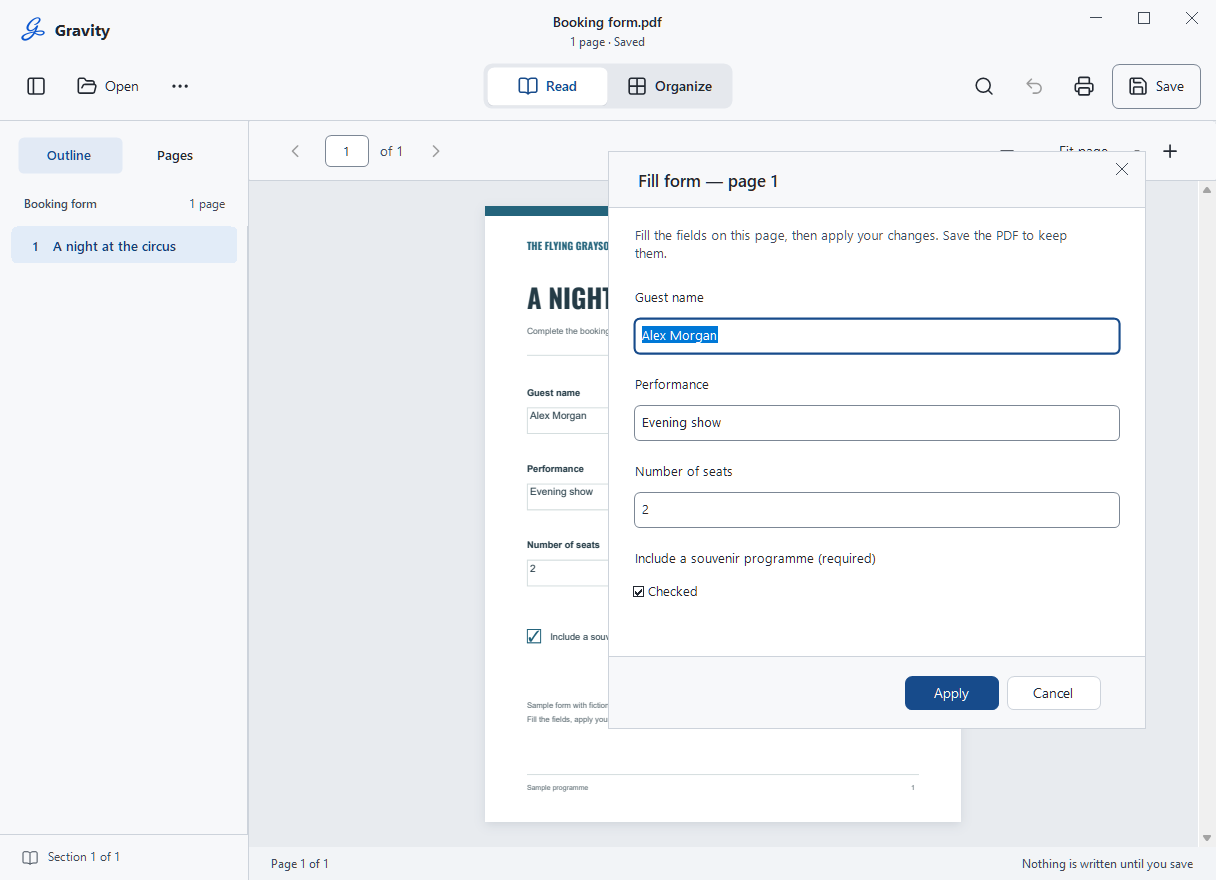 Gravity
Booking form.pdf
1 page · Saved
Open
Read
Organize
Save
Outline
Pages
1
of 1
Booking form
1 page
1 A night at the circus
THE FLYING GRAYSO
A NIGHT
Complete the booking
Guest name
Alex Morgan
Performance
Evening show
Number of seats
2
Include a souv
Sample form with fiction
Fill the fields, apply you
Sample programme
1
Fit page
Fill form — page 1
Fill the fields on this page, then apply your changes. Save the PDF to keep
them.
Guest name
Alex Morgan
Performance
Evening show
Number of seats
2
Include a souvenir programme (required)
Checked
Apply
Cancel
Section 1 of 1
Page 1 of 1
Nothing is written until you save